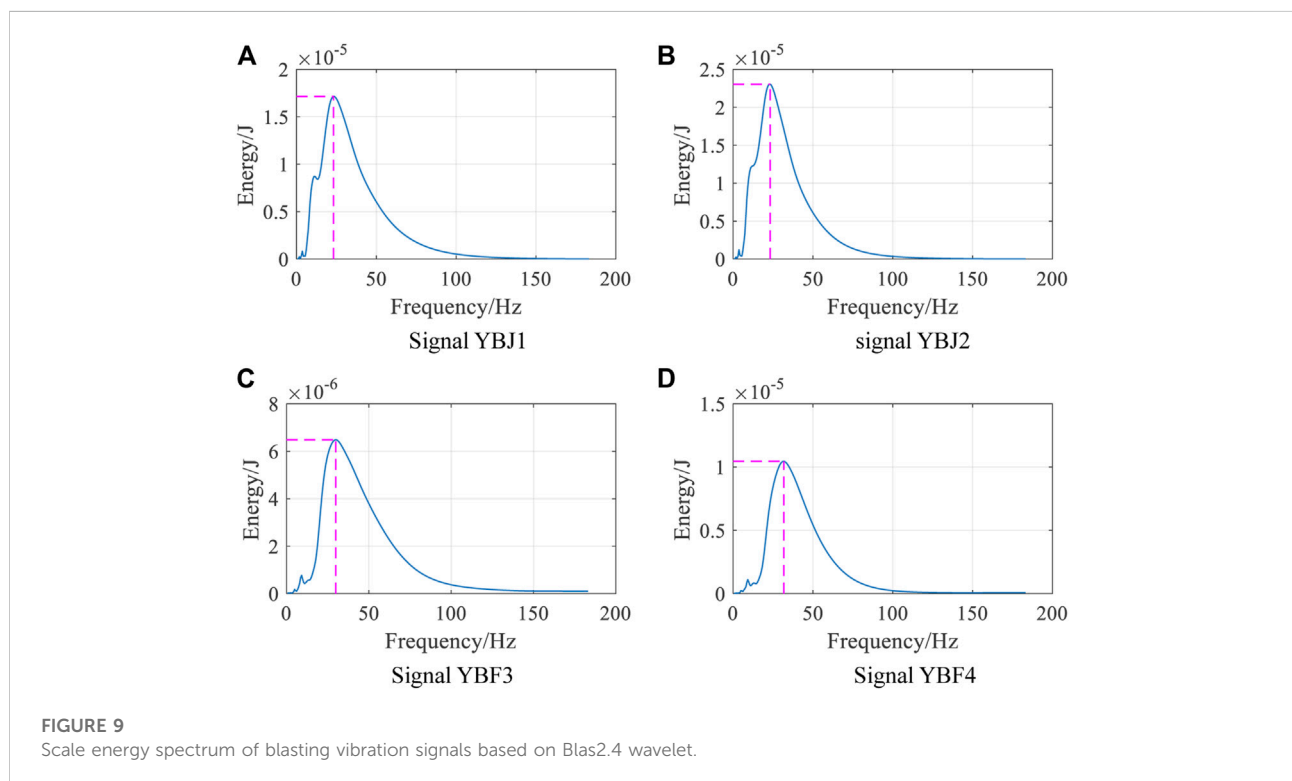 A
×10^-5
2
1.5
1
0.5
0
Energy/J
0 50 100 150 200
Frequency/Hz
Signal YBJ1
B
×10^-5
2.5
2
1.5
1
0.5
0
Energy/J
0 50 100 150 200
Frequency/Hz
signal YBJ2
C
×10^-6
8
6
4
2
0
Energy/J
0 50 100 150 200
Frequency/Hz
Signal YBF3
D
×10^-5
1.5
1
0.5
0
Energy/J
0 50 100 150 200
Frequency/Hz
Signal YBF4
FIGURE 9
Scale energy spectrum of blasting vibration signals based on Blas2.4 wavelet.